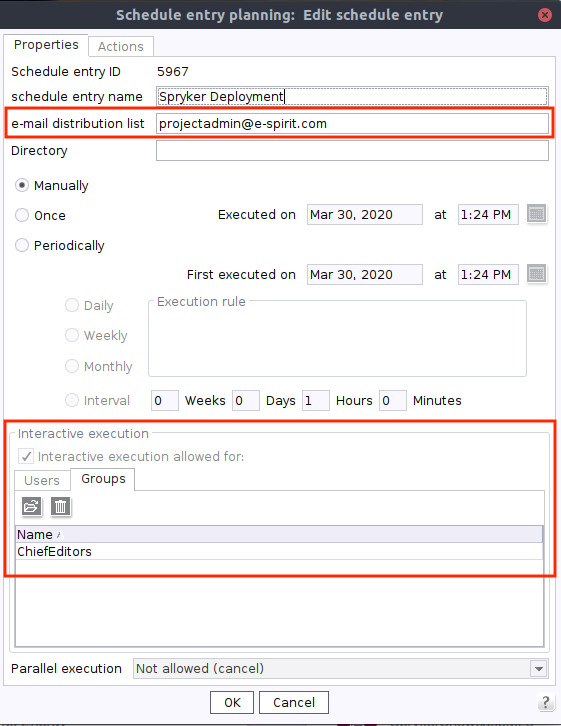 Schedule entry planning: Edit schedule entry
Properties
Actions
Schedule entry ID 5967
schedule entry name Spryker Deployment
e-mail distribution list projectadmin@e-spirit.com
Directory
Manually
Once Executed on Mar 30, 2020 at 1:24 PM
Periodically
First executed on Mar 30, 2020 at 1:24 PM
Daily
Execution rule
Weekly
Monthly
Interval 0 Weeks 0 Days 1 Hours 0 Minutes
Interactive execution
Interactive execution allowed for:
Users Groups
Name
ChiefEditors
Parallel execution Not allowed (cancel)
OK Cancel ?